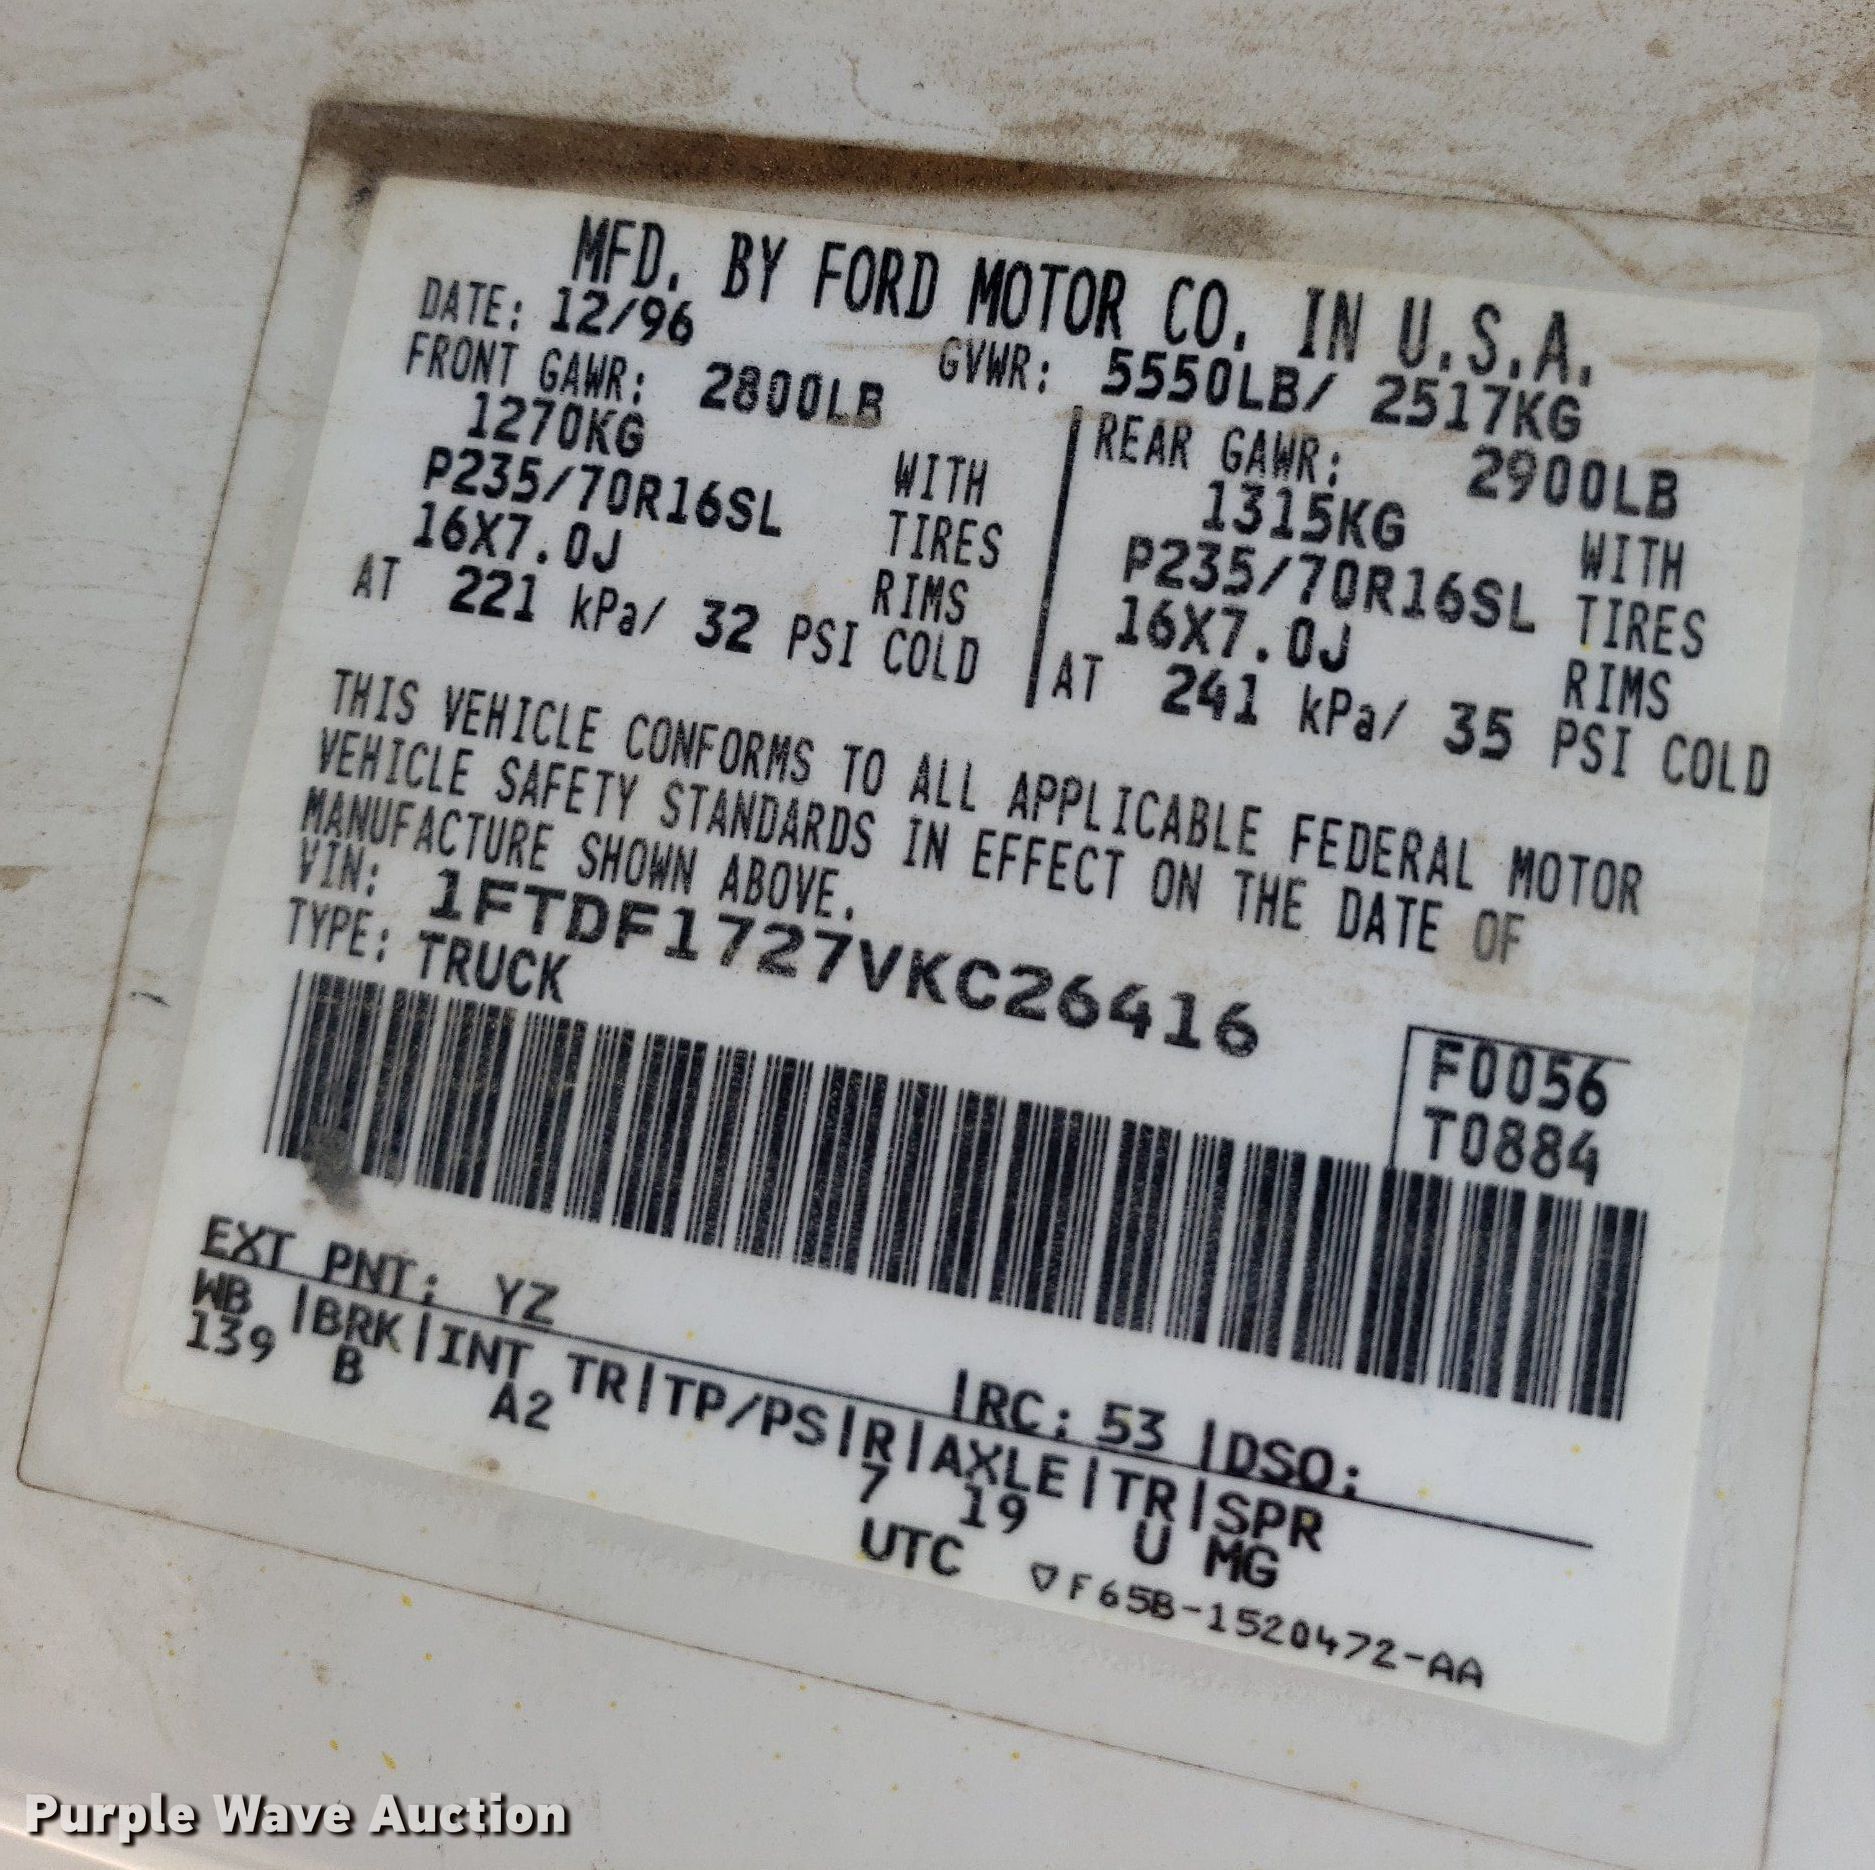 MFD. BY FORD MOTOR CO. IN U.S.A.
DATE: 12/96 GVWR: 5550LB/ 2517KG
FRONT GAWR: 2800LB
1270KG WITH
P235/70R16SL TIRES
16X7.0J RIMS
AT 221 kPa/ 32 PSI COLD
REAR GAWR: 2900LB
1315KG WITH
P235/70R16SL TIRES
16X7.0J RIMS
AT 241 kPa/ 35 PSI COLD
THIS VEHICLE CONFORMS TO ALL APPLICABLE FEDERAL MOTOR
VEHICLE SAFETY STANDARDS IN EFFECT ON THE DATE OF
MANUFACTURE SHOWN ABOVE.
VIN: 1FTDF1727VKC26416
TYPE: TRUCK
F0056
T0884
EXT PNT: YZ |RC: 53 |DSO:
WB |BRK|INT TR|TP/PS|R|AXLE|TR|SPR
139 B A2 7 19 U MG
UTC ▽F65B-1520472-AA
Purple Wave Auction